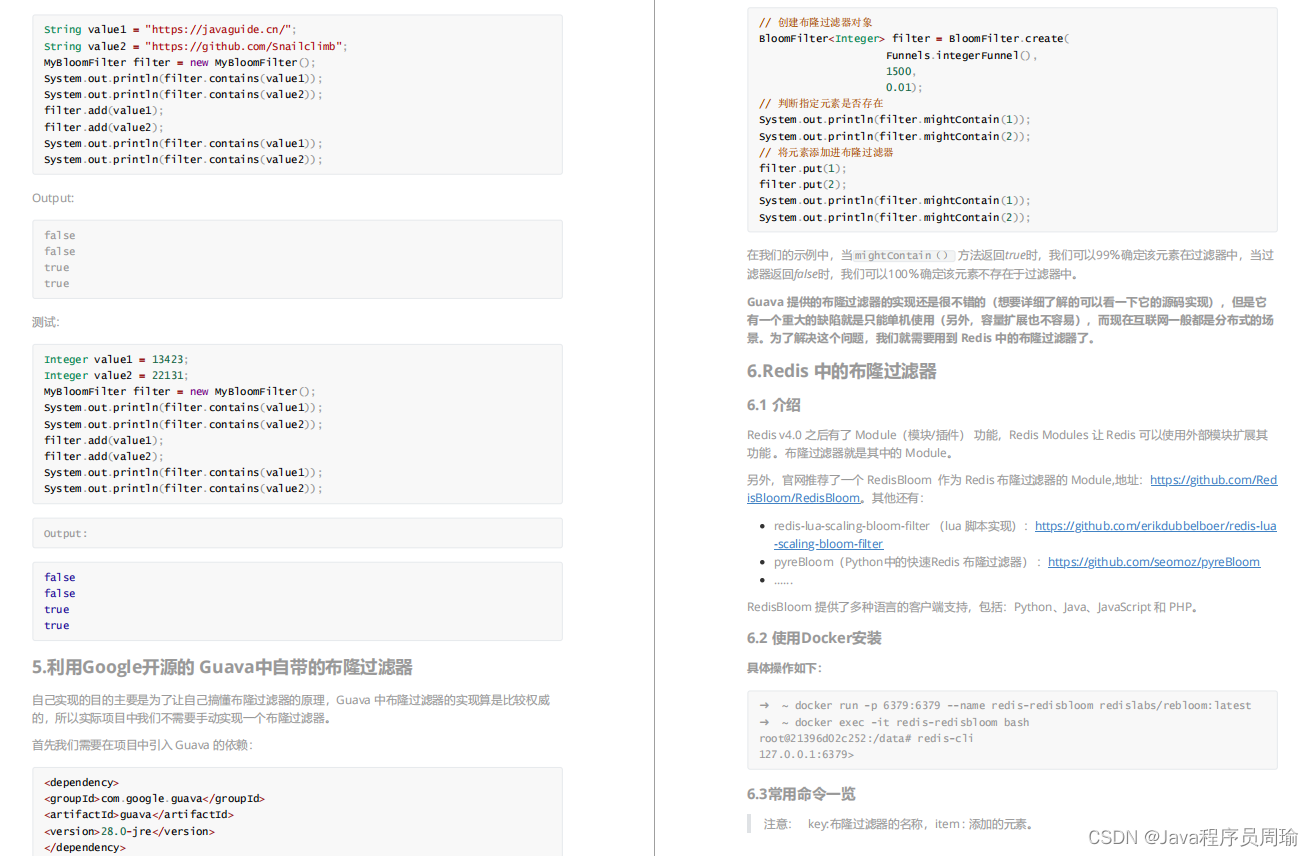 String value1 = "https://javaguide.cn/";
String value2 = "https://github.com/Snailclimb";
MyBloomFilter filter = new MyBloomFilter();
System.out.println(filter.contains(value1));
System.out.println(filter.contains(value2));
filter.add(value1);
filter.add(value2);
System.out.println(filter.contains(value1));
System.out.println(filter.contains(value2));
Output:
false
false
true
true
测试:
Integer value1 = 13423;
Integer value2 = 22131;
MyBloomFilter filter = new MyBloomFilter();
System.out.println(filter.contains(value1));
System.out.println(filter.contains(value2));
filter.add(value1);
filter.add(value2);
System.out.println(filter.contains(value1));
System.out.println(filter.contains(value2));
Output:
false
false
true
true
5.利用Google开源的 Guava中自带的布隆过滤器
自己实现的目的主要是为了让自己搞懂布隆过滤器的原理，Guava 中布隆过滤器的实现算是比较权威
的，所以实际项目中我们不需要手动实现一个布隆过滤器。
首先我们需要在项目中引入 Guava 的依赖：
<dependency>
<groupId>com.google.guava</groupId>
<artifactId>guava</artifactId>
<version>28.0-jre</version>
</dependency>
// 创建布隆过滤器对象
BloomFilter<Integer> filter = BloomFilter.create(
Funnels.integerFunnel(),
1500,
0.01);
// 判断指定元素是否存在
System.out.println(filter.mightContain(1));
System.out.println(filter.mightContain(2));
// 将元素添加进布隆过滤器
filter.put(1);
filter.put(2);
System.out.println(filter.mightContain(1));
System.out.println(filter.mightContain(2));
在我们的示例中，当mightContain（） 方法返回true时，我们可以99％确定该元素在过滤器中，当过
滤器返回false时，我们可以100％确定该元素不存在于过滤器中。
Guava 提供的布隆过滤器的实现还是很不错的（想要详细了解的可以看一下它的源码实现），但是它
有一个重大的缺陷就是只能单机使用（另外，容量扩展也不容易），而现在互联网一般都是分布式的场
景。为了解决这个问题，我们就需要用到 Redis 中的布隆过滤器了。
6.Redis 中的布隆过滤器
6.1 介绍
Redis v4.0 之后有了 Module（模块/插件） 功能，Redis Modules 让 Redis 可以使用外部模块扩展其
功能 。布隆过滤器就是其中的 Module。
另外，官网推荐了一个 RedisBloom 作为 Redis 布隆过滤器的 Module,地址：https://github.com/Red
isBloom/RedisBloom。其他还有：
• redis-lua-scaling-bloom-filter （lua 脚本实现）：https://github.com/erikdubbelboer/redis-lua
-scaling-bloom-filter
• pyreBloom（Python中的快速Redis 布隆过滤器） ：https://github.com/seomoz/pyreBloom
• ......
RedisBloom 提供了多种语言的客户端支持，包括：Python、Java、JavaScript 和 PHP。
6.2 使用Docker安装
具体操作如下：
➜ ~ docker run -p 6379:6379 --name redis-redisbloom redislabs/rebloom:latest
➜ ~ docker exec -it redis-redisbloom bash
root@21396d02c252:/data# redis-cli
127.0.0.1:6379>
6.3常用命令一览
注意： key:布隆过滤器的名称，item : 添加的元素。
CSDN @Java程序员周瑜